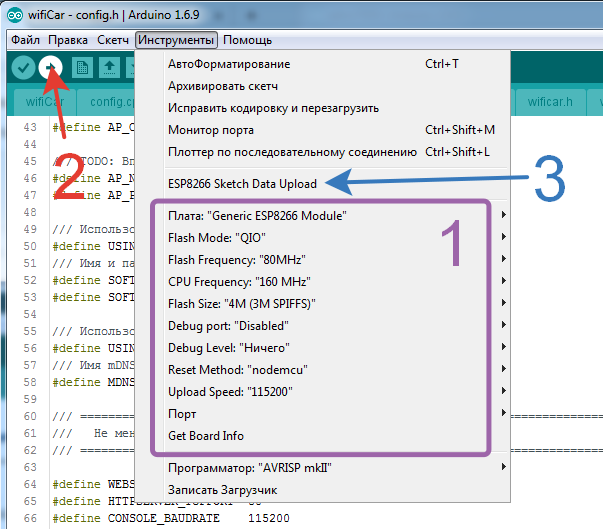 wifiCar - config.h | Arduino 1.6.9
Файл Правка Скетч Инструменты Помощь
АвтоФорматирование Ctrl+T
Архивировать скетч
Исправить кодировку и перезагрузить
Монитор порта Ctrl+Shift+M
Плоттер по последовательному соединению Ctrl+Shift+L
ESP8266 Sketch Data Upload
Плата: "Generic ESP8266 Module"
Flash Mode: "QIO"
Flash Frequency: "80MHz"
CPU Frequency: "160 MHz"
Flash Size: "4M (3M SPIFFS)"
Debug port: "Disabled"
Debug Level: "Ничего"
Reset Method: "nodemcu"
Upload Speed: "115200"
Порт
Get Board Info
Программатор: "AVRISP mkII"
Записать Загрузчик
1
2
3
wifiCar config.cp wificar.h
43 #define AP_
44
45 /// TODO: Вп
46 #define AP_N
47 #define AP_
48
49 /// Использо
50 #define USIN
51 /// Имя и па
52 #define SOFT
53 #define SOFT
54
55 /// Использо
56 #define USIN
57 /// Имя mDNS
58 #define MDNS
59
60 /// ===
61 /// Не мен
62 /// ===
63
64 #define WEBS
65 #define HTTPSERVER_
66 #define CONSOLE_BAUDRATE 115200